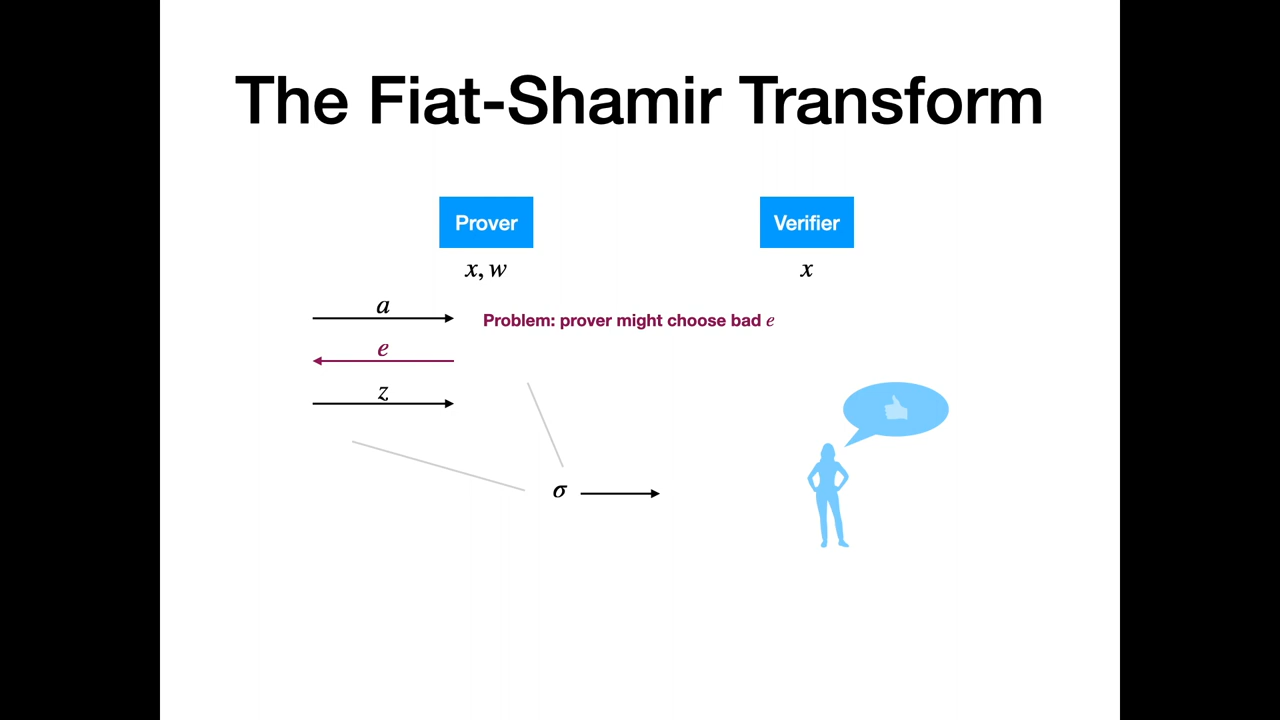 The Fiat-Shamir Transform
Prover
Verifier
x, w
x
a
Problem: prover might choose bad e
e
z
σ